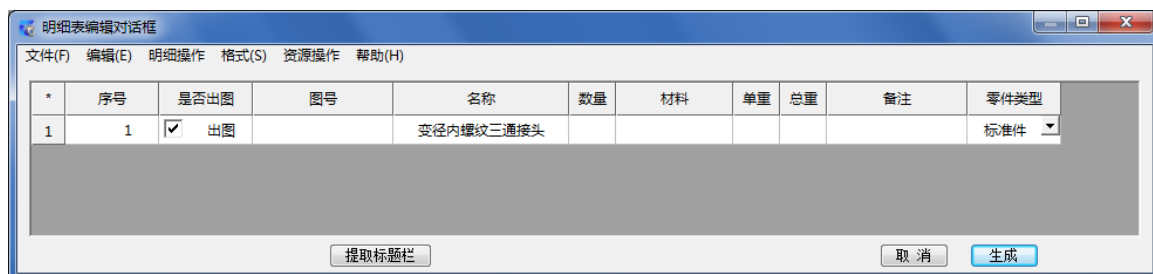 明细表编辑对话框
文件(F) 编辑(E) 明细操作 格式(S) 资源操作 帮助(H)
* 序号 是否出图 图号 名称 数量 材料 单重 总重 备注 零件类型
1 1 出图 变径内螺纹三通接头 标准件
提取标题栏 取 消 生成